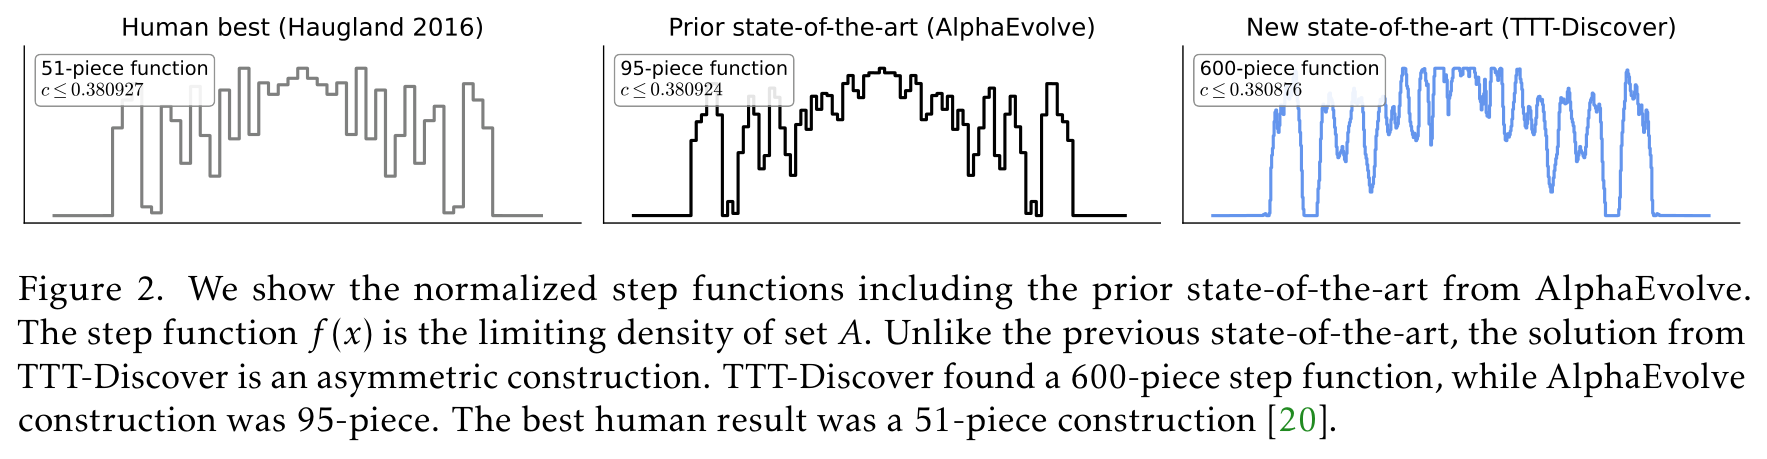 Human best (Haugland 2016)
51-piece function
c ≤ 0.380927
Prior state-of-the-art (AlphaEvolve)
95-piece function
c ≤ 0.380924
New state-of-the-art (TTT-Discover)
600-piece function
c ≤ 0.380876
Figure 2. We show the normalized step functions including the prior state-of-the-art from AlphaEvolve.
The step function f(x) is the limiting density of set A. Unlike the previous state-of-the-art, the solution from
TTT-Discover is an asymmetric construction. TTT-Discover found a 600-piece step function, while AlphaEvolve
construction was 95-piece. The best human result was a 51-piece construction [20].